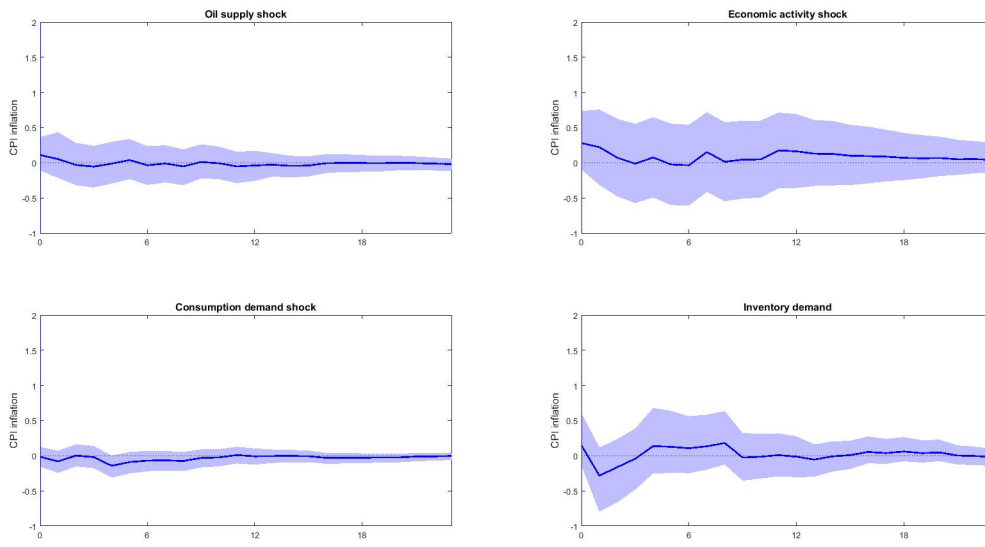 Oil supply shock
CPI inflation
2
1.5
1
0.5
0
-0.5
-1
0 6 12 18
Economic activity shock
CPI inflation
2
1.5
1
0.5
0
-0.5
-1
0 6 12 18
Consumption demand shock
CPI inflation
2
1.5
1
0.5
0
-0.5
-1
0 6 12 18
Inventory demand
CPI inflation
2
1.5
1
0.5
0
-0.5
-1
0 6 12 18